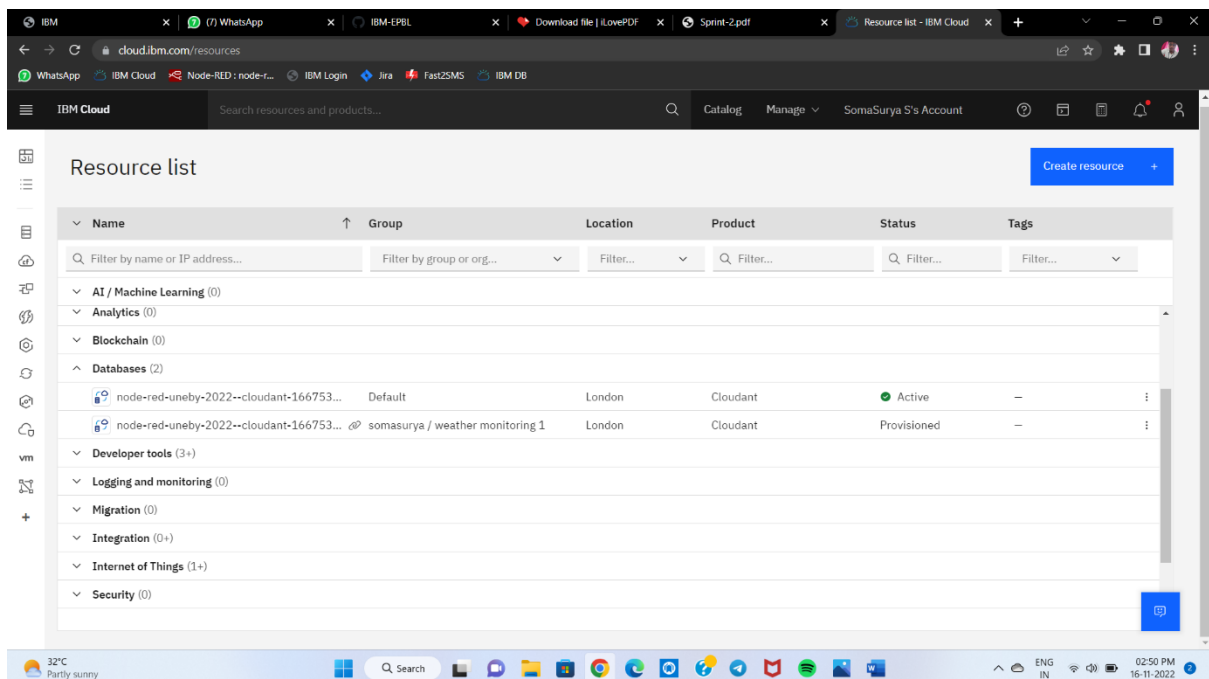 IBM (7) WhatsApp IBM-EPBL Download file | iLovePDF Sprint-2.pdf Resource list - IBM Cloud
cloud.ibm.com/resources
WhatsApp IBM Cloud Node-RED : node-r... IBM Login Jira Fast2SMS IBM DB
IBM Cloud Search resources and products... Catalog Manage SomaSurya S's Account
Resource list Create resource +
Name Group Location Product Status Tags
Filter by name or IP address... Filter by group or org... Filter... Filter... Filter... Filter...
AI / Machine Learning (0)
Analytics (0)
Blockchain (0)
Databases (2)
node-red-uneby-2022--cloudant-166753... Default London Cloudant Active –
node-red-uneby-2022--cloudant-166753... somasurya / weather monitoring 1 London Cloudant Provisioned –
Developer tools (3+)
vm
Logging and monitoring (0)
Migration (0)
Integration (0+)
Internet of Things (1+)
Security (0)
32°C
Partly sunny
Search
ENG
IN
02:50 PM
16-11-2022
2